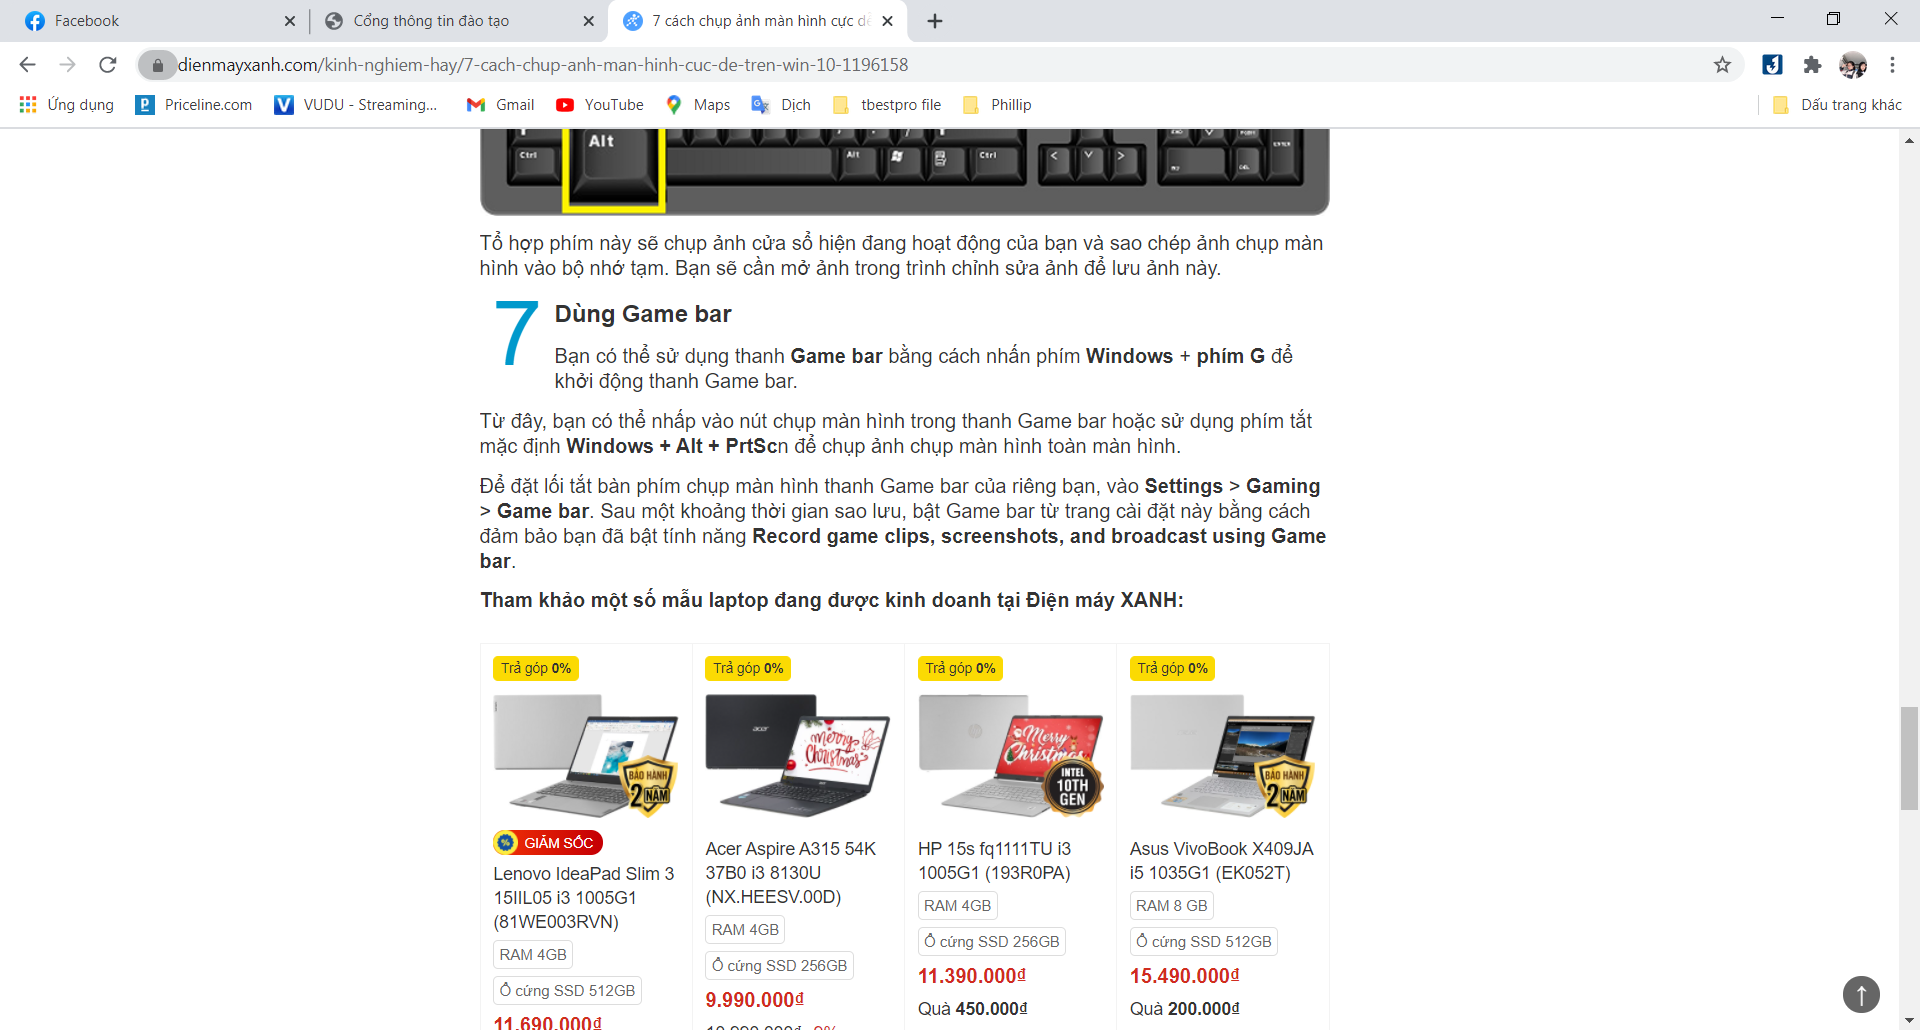 Facebook
Cổng thông tin đào tạo
7 cách chụp ảnh màn hình cực dễ
dienmayxanh.com/kinh-nghiem-hay/7-cach-chup-anh-man-hinh-cuc-de-tren-win-10-1196158
Ứng dụng
Priceline.com
VUDU - Streaming...
Gmail
YouTube
Maps
Dịch
tbestpro file
Phillip
Dấu trang khác
Alt
Ctrl
Alt
Ctrl
Tổ hợp phím này sẽ chụp ảnh cửa sổ hiện đang hoạt động của bạn và sao chép ảnh chụp màn
hình vào bộ nhớ tạm. Bạn sẽ cần mở ảnh trong trình chỉnh sửa ảnh để lưu ảnh này.
7 Dùng Game bar
Bạn có thể sử dụng thanh Game bar bằng cách nhấn phím Windows + phím G để
khởi động thanh Game bar.
Từ đây, bạn có thể nhấp vào nút chụp màn hình trong thanh Game bar hoặc sử dụng phím tắt
mặc định Windows + Alt + PrtScn để chụp ảnh chụp màn hình toàn màn hình.
Để đặt lối tắt bàn phím chụp màn hình thanh Game bar của riêng bạn, vào Settings > Gaming
> Game bar. Sau một khoảng thời gian sao lưu, bật Game bar từ trang cài đặt này bằng cách
đảm bảo bạn đã bật tính năng Record game clips, screenshots, and broadcast using Game
bar.
Tham khảo một số mẫu laptop đang được kinh doanh tại Điện máy XANH:
Trả góp 0%
BẢO HÀNH
2 NĂM
GIẢM SỐC
Lenovo IdeaPad Slim 3
15IIL05 i3 1005G1
(81WE003RVN)
RAM 4GB
Ổ cứng SSD 512GB
11.690.000₫
Trả góp 0%
acer
merry
Christmas
Acer Aspire A315 54K
37B0 i3 8130U
(NX.HEESV.00D)
RAM 4GB
Ổ cứng SSD 256GB
9.990.000₫
Trả góp 0%
Merry
Christmas
INTEL
10TH
GEN
HP 15s fq1111TU i3
1005G1 (193R0PA)
RAM 4GB
Ổ cứng SSD 256GB
11.390.000₫
Quà 450.000₫
Trả góp 0%
BẢO HÀNH
2 NĂM
Asus VivoBook X409JA
i5 1035G1 (EK052T)
RAM 8 GB
Ổ cứng SSD 512GB
15.490.000₫
Quà 200.000₫